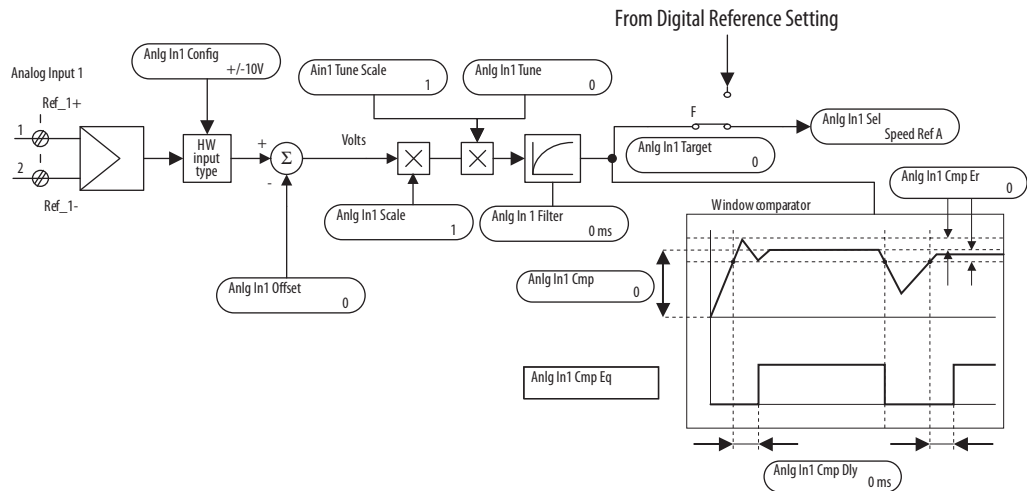 From Digital Reference Setting
Anlg In1 Config
+/-10V
Ain1 Tune Scale
1
Anlg In1 Tune
0
Analog Input 1
Ref_1+
1
2
Ref_1-
HW
input
type
+
Σ
-
Volts
F
Anlg In1 Sel
Speed Ref A
Anlg In1 Target
0
Anlg In1 Scale
1
Anlg In 1 Filter
0 ms
Anlg In1 Cmp Er
0
Window comparator
Anlg In1 Offset
0
Anlg In1 Cmp
0
Anlg In1 Cmp Eq
Anlg In1 Cmp Dly
0 ms